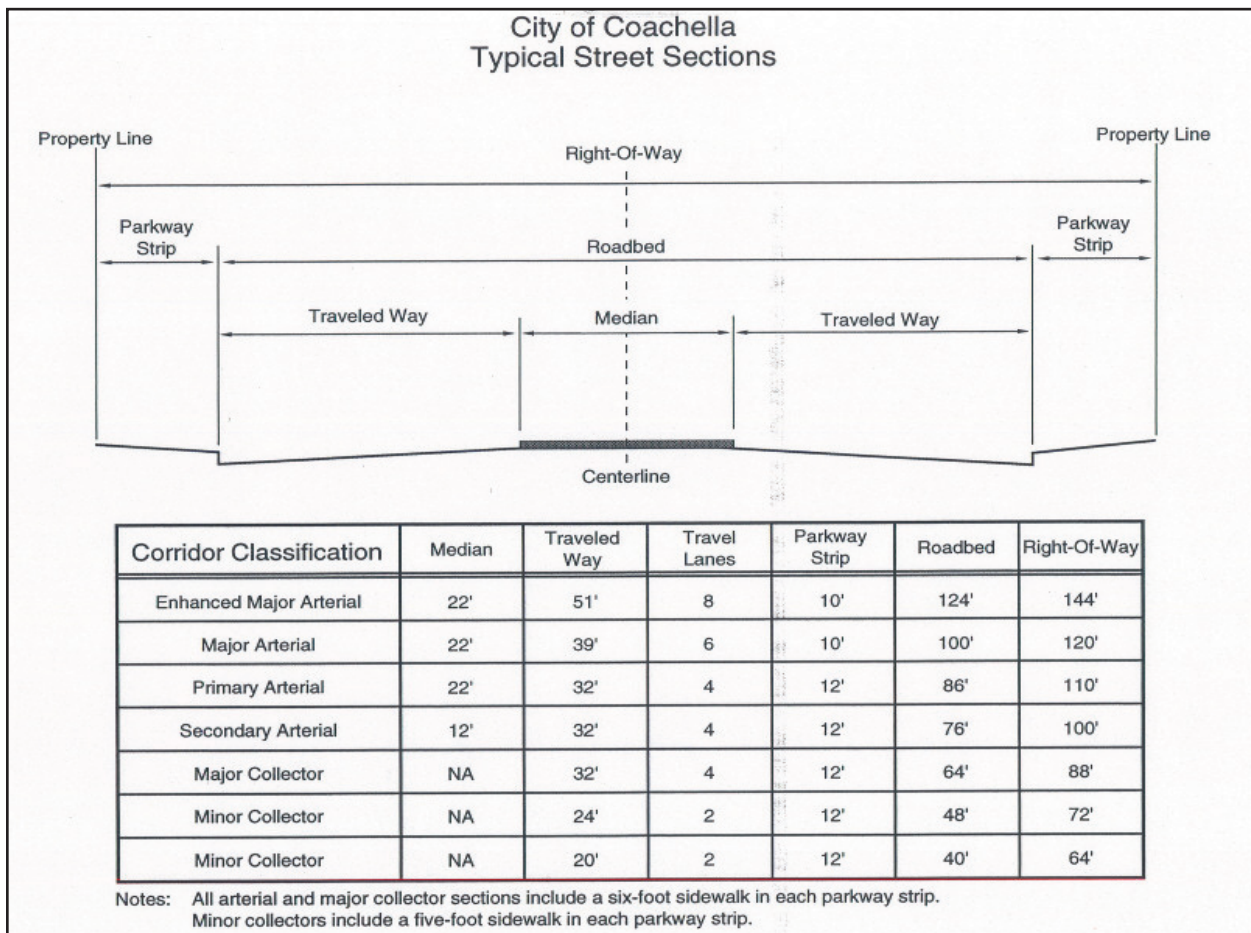 City of Coachella
Typical Street Sections
Property Line
Property Line
Right-Of-Way
Parkway
Strip
Parkway
Strip
Roadbed
Traveled Way
Median
Traveled Way
Centerline
Corridor Classification Median Traveled Way Travel Lanes Parkway Strip Roadbed Right-Of-Way
Enhanced Major Arterial 22' 51' 8 10' 124' 144'
Major Arterial 22' 39' 6 10' 100' 120'
Primary Arterial 22' 32' 4 12' 86' 110'
Secondary Arterial 12' 32' 4 12' 76' 100'
Major Collector NA 32' 4 12' 64' 88'
Minor Collector NA 24' 2 12' 48' 72'
Minor Collector NA 20' 2 12' 40' 64'
Notes: All arterial and major collector sections include a six-foot sidewalk in each parkway strip.
Minor collectors include a five-foot sidewalk in each parkway strip.